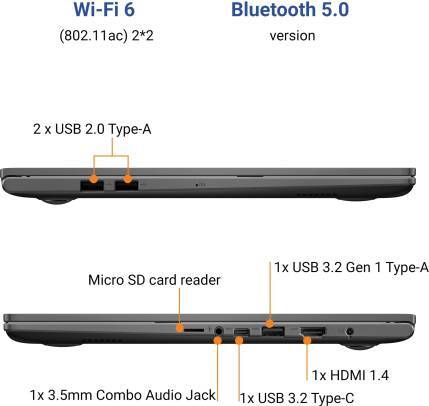 Wi-Fi 6
(802.11ac) 2*2
Bluetooth 5.0
version
2 x USB 2.0 Type-A
1x USB 3.2 Gen 1 Type-A
Micro SD card reader
1x HDMI 1.4
1x 3.5mm Combo Audio Jack
1x USB 3.2 Type-C